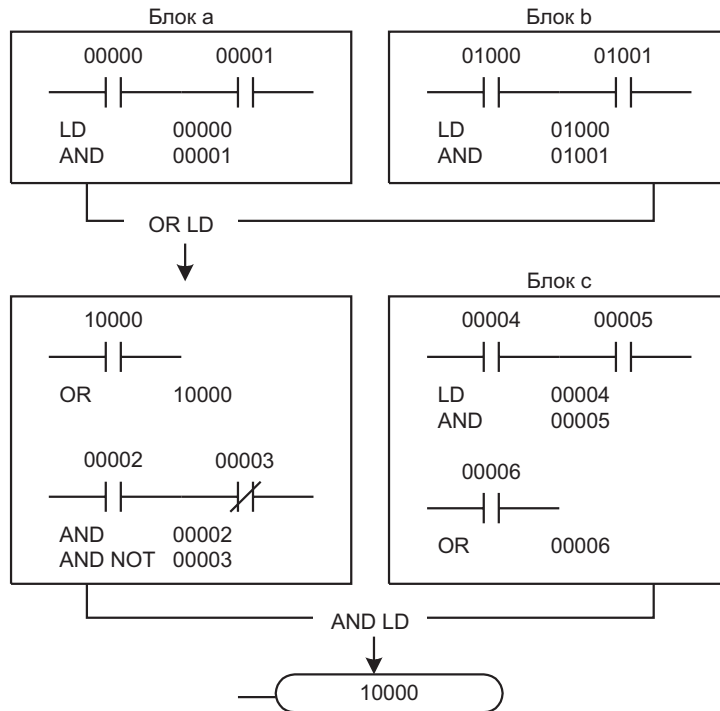 Блок a
00000 00001
LD 00000
AND 00001
Блок b
01000 01001
LD 01000
AND 01001
OR LD
10000
OR 10000
00002 00003
AND 00002
AND NOT 00003
Блок c
00004 00005
LD 00004
AND 00005
00006
OR 00006
AND LD
10000